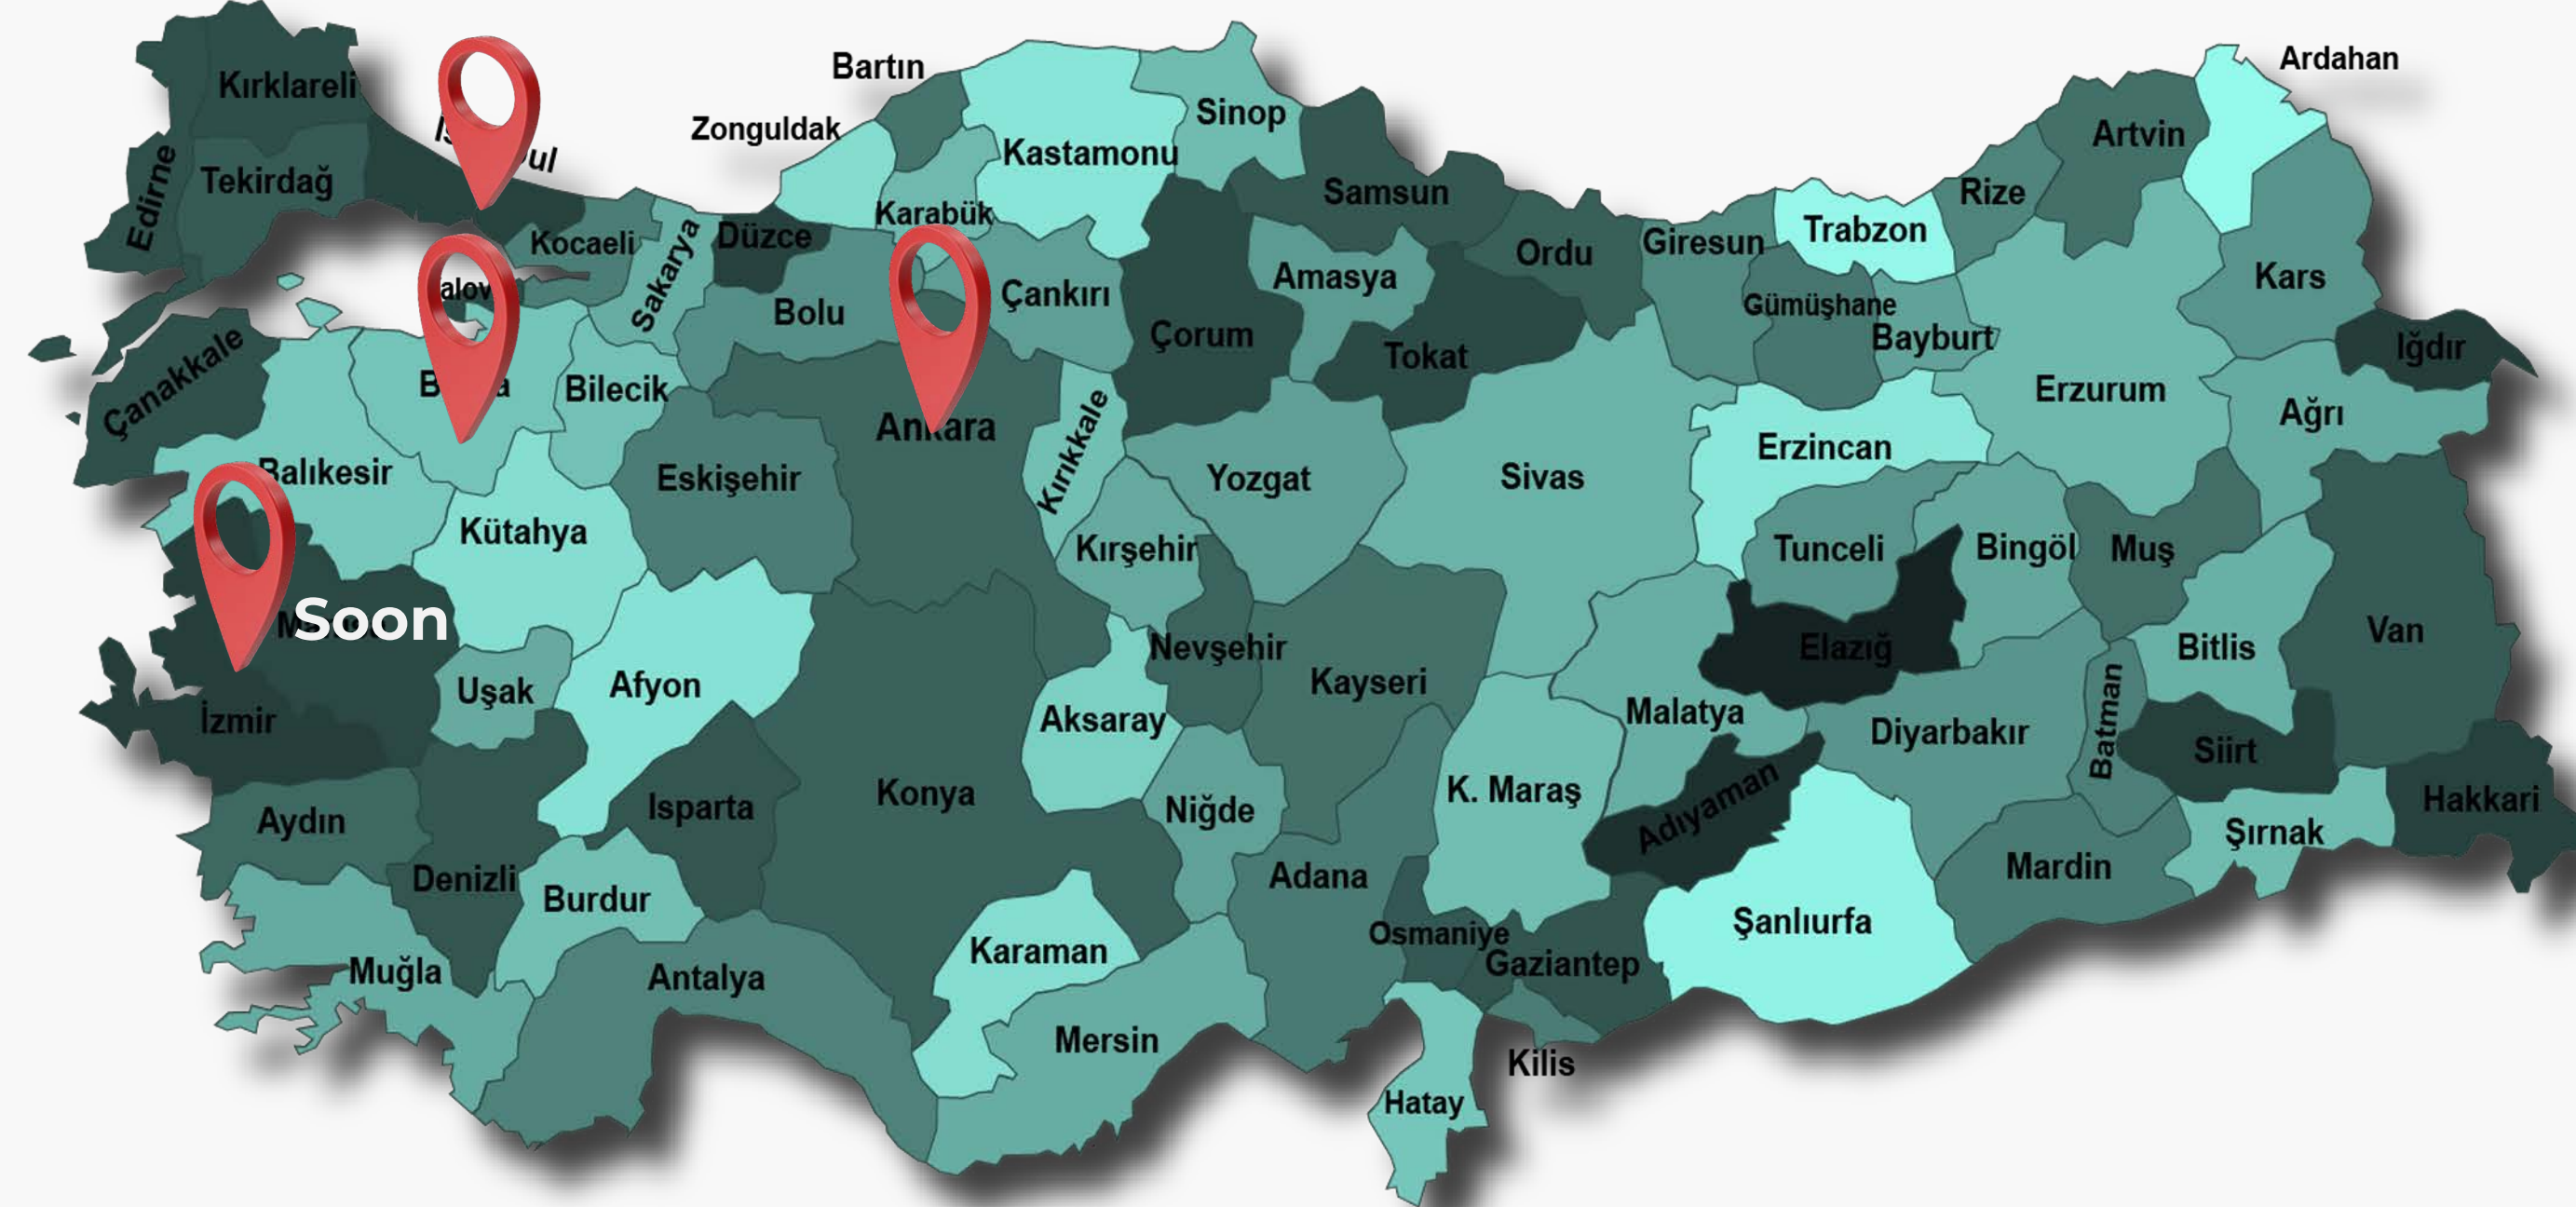 Ardahan
Bartın
Kırklareli
Sinop
Zonguldak
Artvin
Kastamonu
Tekirdağ
Samsun
Rize
Edirne
Karabük
Trabzon
Düzce
Kocaeli
Giresun
Ordu
Sakarya
Amasya
Kars
Çankırı
Gümüşhane
Bolu
Çorum
Bayburt
Iğdır
Tokat
Çanakkale
Bilecik
Erzurum
Ağrı
Ankara
Kırıkkale
Erzincan
Balıkesir
Eskişehir
Yozgat
Sivas
Kütahya
Kırşehir
Tunceli
Bingöl
Muş
Soon
Van
Nevşehir
Elazığ
Bitlis
Kayseri
Afyon
Uşak
İzmir
Aksaray
Malatya
Diyarbakır
Batman
Siirt
K. Maraş
Konya
Isparta
Niğde
Adıyaman
Hakkari
Aydın
Şırnak
Mardin
Adana
Denizli
Burdur
Şanlıurfa
Osmaniye
Karaman
Gaziantep
Muğla
Antalya
Mersin
Kilis
Hatay